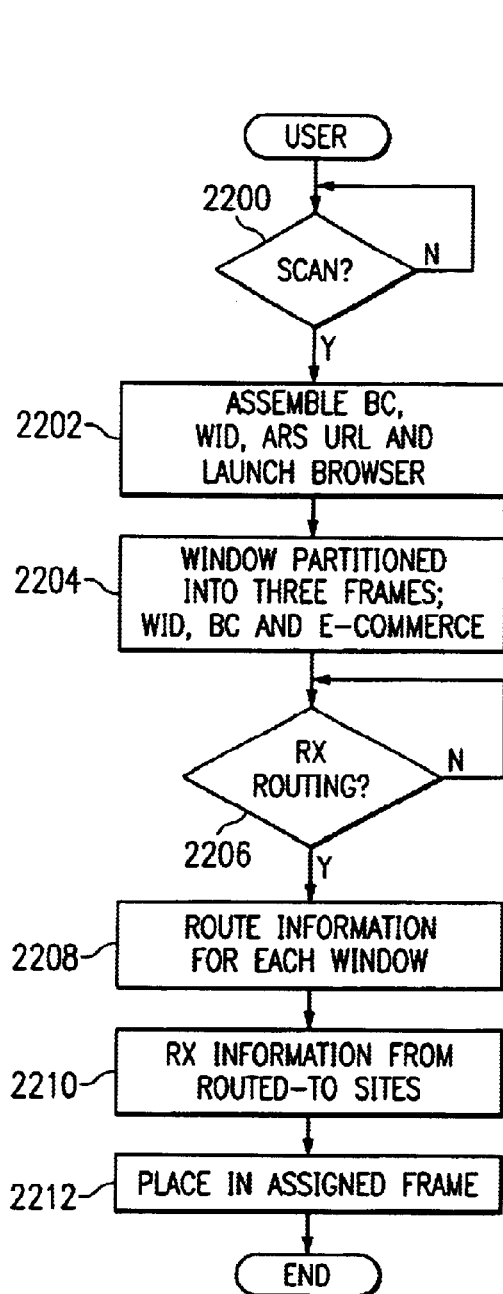 USER
2200
SCAN?
N
Y
2202
ASSEMBLE BC,
WID, ARS URL AND
LAUNCH BROWSER
2204
WINDOW PARTITIONED
INTO THREE FRAMES;
WID, BC AND E-COMMERCE
RX
ROUTING?
N
2206
Y
2208
ROUTE INFORMATION
FOR EACH WINDOW
2210
RX INFORMATION FROM
ROUTED-TO SITES
2212
PLACE IN ASSIGNED FRAME
END